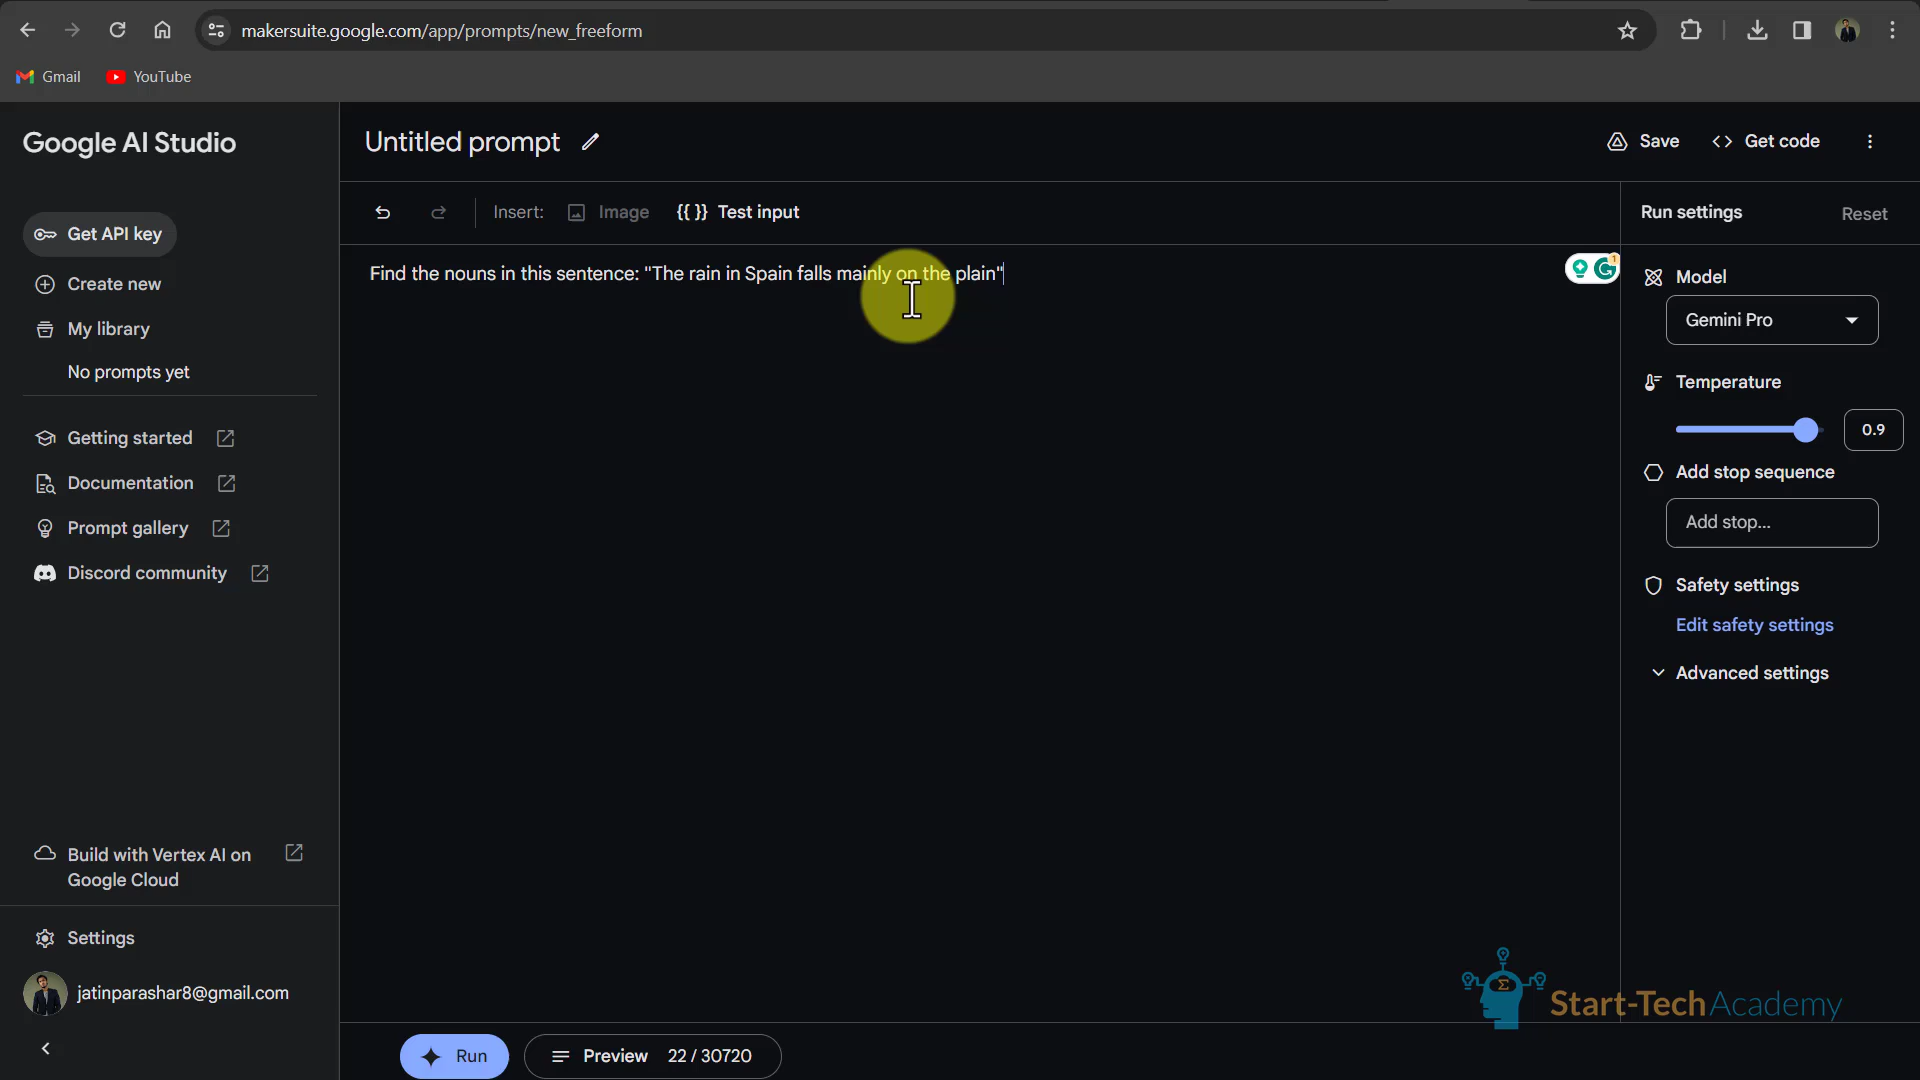 makersuite.google.com/app/prompts/new_freeform
Gmail
YouTube
Google AI Studio
Get API key
Create new
My library
No prompts yet
Getting started
Documentation
Prompt gallery
Discord community
Build with Vertex AI on
Google Cloud
Settings
jatinparashar8@gmail.com
Untitled prompt
Save
<> Get code
Insert:
Image
{{ }} Test input
Find the nouns in this sentence: "The rain in Spain falls mainly on the plain"
1
Run settings
Reset
Model
Gemini Pro
Temperature
0.9
Add stop sequence
Add stop...
Safety settings
Edit safety settings
Advanced settings
Σ
Start-Tech Academy
Run
Preview 22 / 30720